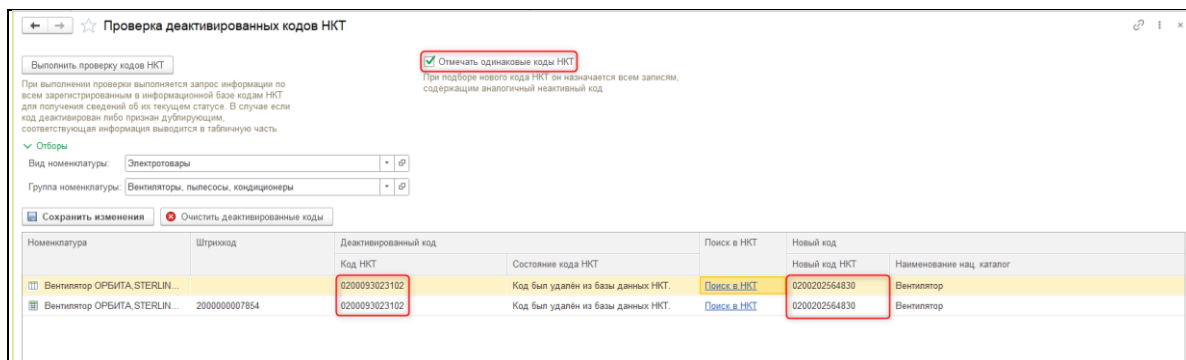 Проверка деактивированных кодов НКТ
Выполнить проверку кодов НКТ
При выполнении проверки выполняется запрос информации по
всем зарегистрированным в информационной базе кодам НКТ
для получения сведений об их текущем статусе. В случае если
код деактивирован либо признан дублирующим,
соответствующая информация выводится в табличную часть
Отмечать одинаковые коды НКТ
При подборе нового кода НКТ он назначается всем записям,
содержащим аналогичный неактивный код
Отборы
Вид номенклатуры: Электротовары
Группа номенклатуры: Вентиляторы, пылесосы, кондиционеры
Сохранить изменения Очистить деактивированные коды
Номенклатура Штрихкод Деактивированный код Поиск в НКТ Новый код
Код НКТ Состояние кода НКТ Новый код НКТ Наименование нац. каталог
Вентилятор ОРБИТА,STERLIN... 0200093023102 Код был удалён из базы данных НКТ. Поиск в НКТ 0200202564830 Вентилятор
Вентилятор ОРБИТА,STERLIN... 2000000007854 0200093023102 Код был удалён из базы данных НКТ. Поиск в НКТ 0200202564830 Вентилятор